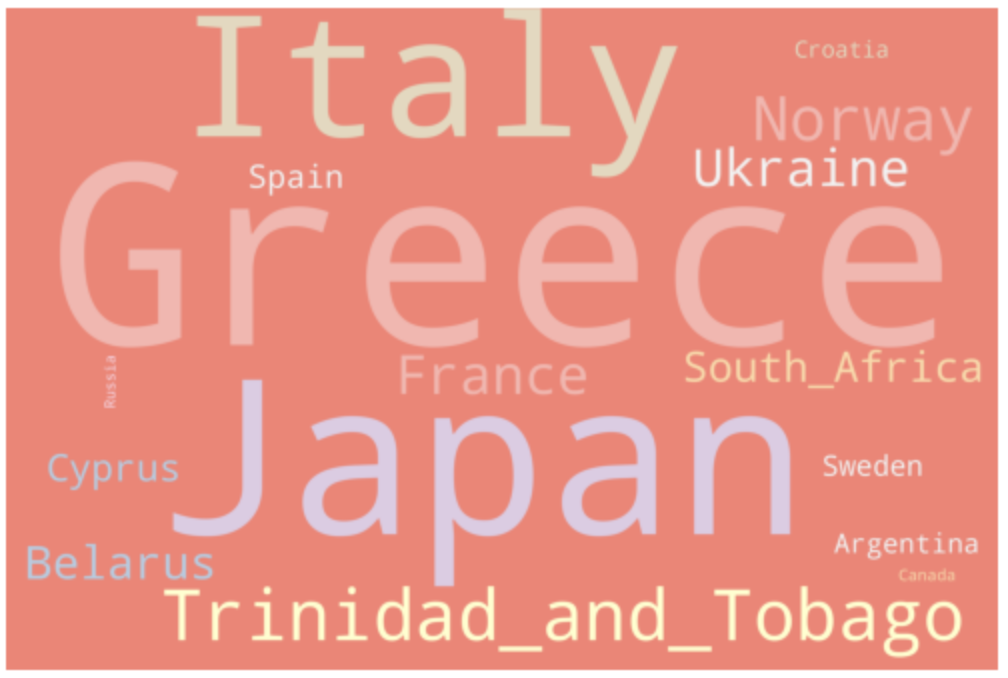 Italy
Croatia
Norway
Ukraine
Spain
Greece
Russia
France
South_Africa
Japan
Cyprus
Sweden
Argentina
Belarus
Canada
Trinidad_and_Tobago